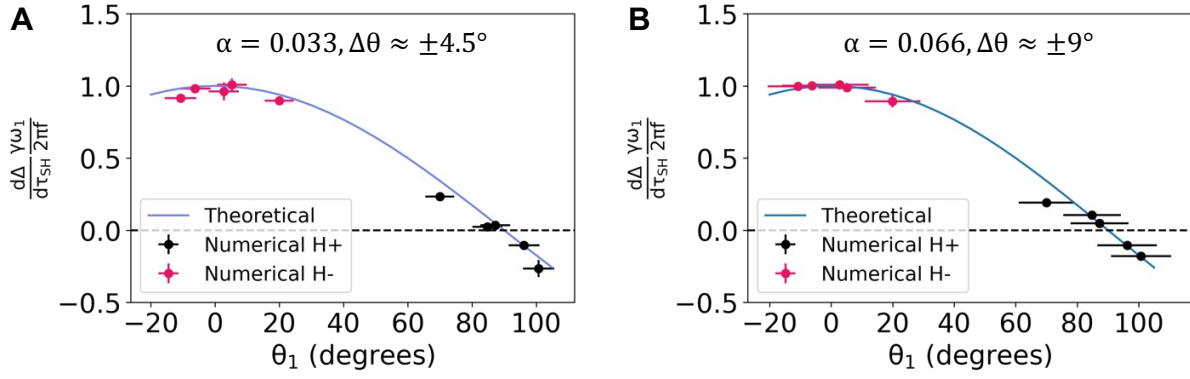 A
α = 0.033, Δθ ≈ ±4.5°
1.5
1.0
0.5
0.0
−0.5
dΔ/dτ_SH γω₁/2πf
Theoretical
Numerical H+
Numerical H-
−20 0 20 40 60 80 100
θ₁ (degrees)
B
α = 0.066, Δθ ≈ ±9°
1.5
1.0
0.5
0.0
−0.5
dΔ/dτ_SH γω₁/2πf
Theoretical
Numerical H+
Numerical H-
−20 0 20 40 60 80 100
θ₁ (degrees)